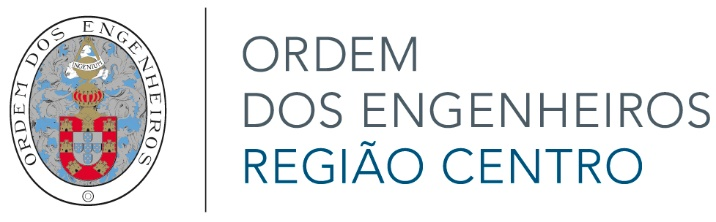 ORDEM DOS ENGENHEIROS
INGENIUM
ORDEM
DOS ENGENHEIROS
REGIÃO CENTRO